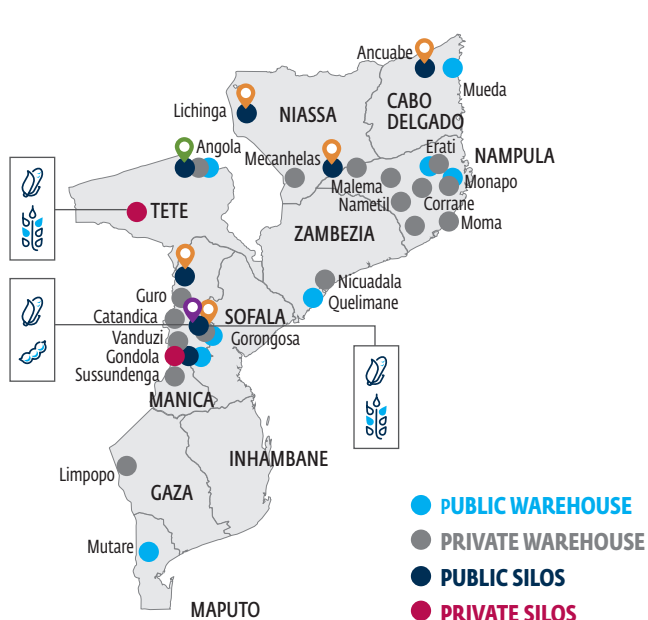 Ancuabe
Mueda
CABO
DELGADO
Lichinga
NIASSA
Angola
Mecanhelas
Erati
NAMPULA
Monapo
Malema
Nametil
Corrane
Moma
TETE
ZAMBEZIA
Nicuadala
Quelimane
Guro
Catandica
SOFALA
Vanduzi
Gorongosa
Gondola
Sussundenga
MANICA
INHAMBANE
Limpopo
GAZA
Mutare
MAPUTO
PUBLIC WAREHOUSE
PRIVATE WAREHOUSE
PUBLIC SILOS
PRIVATE SILOS